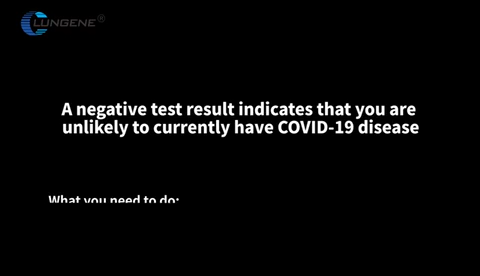 CLUNGENE®
A negative test result indicates that you are
unlikely to currently have COVID-19 disease
What you need to do: